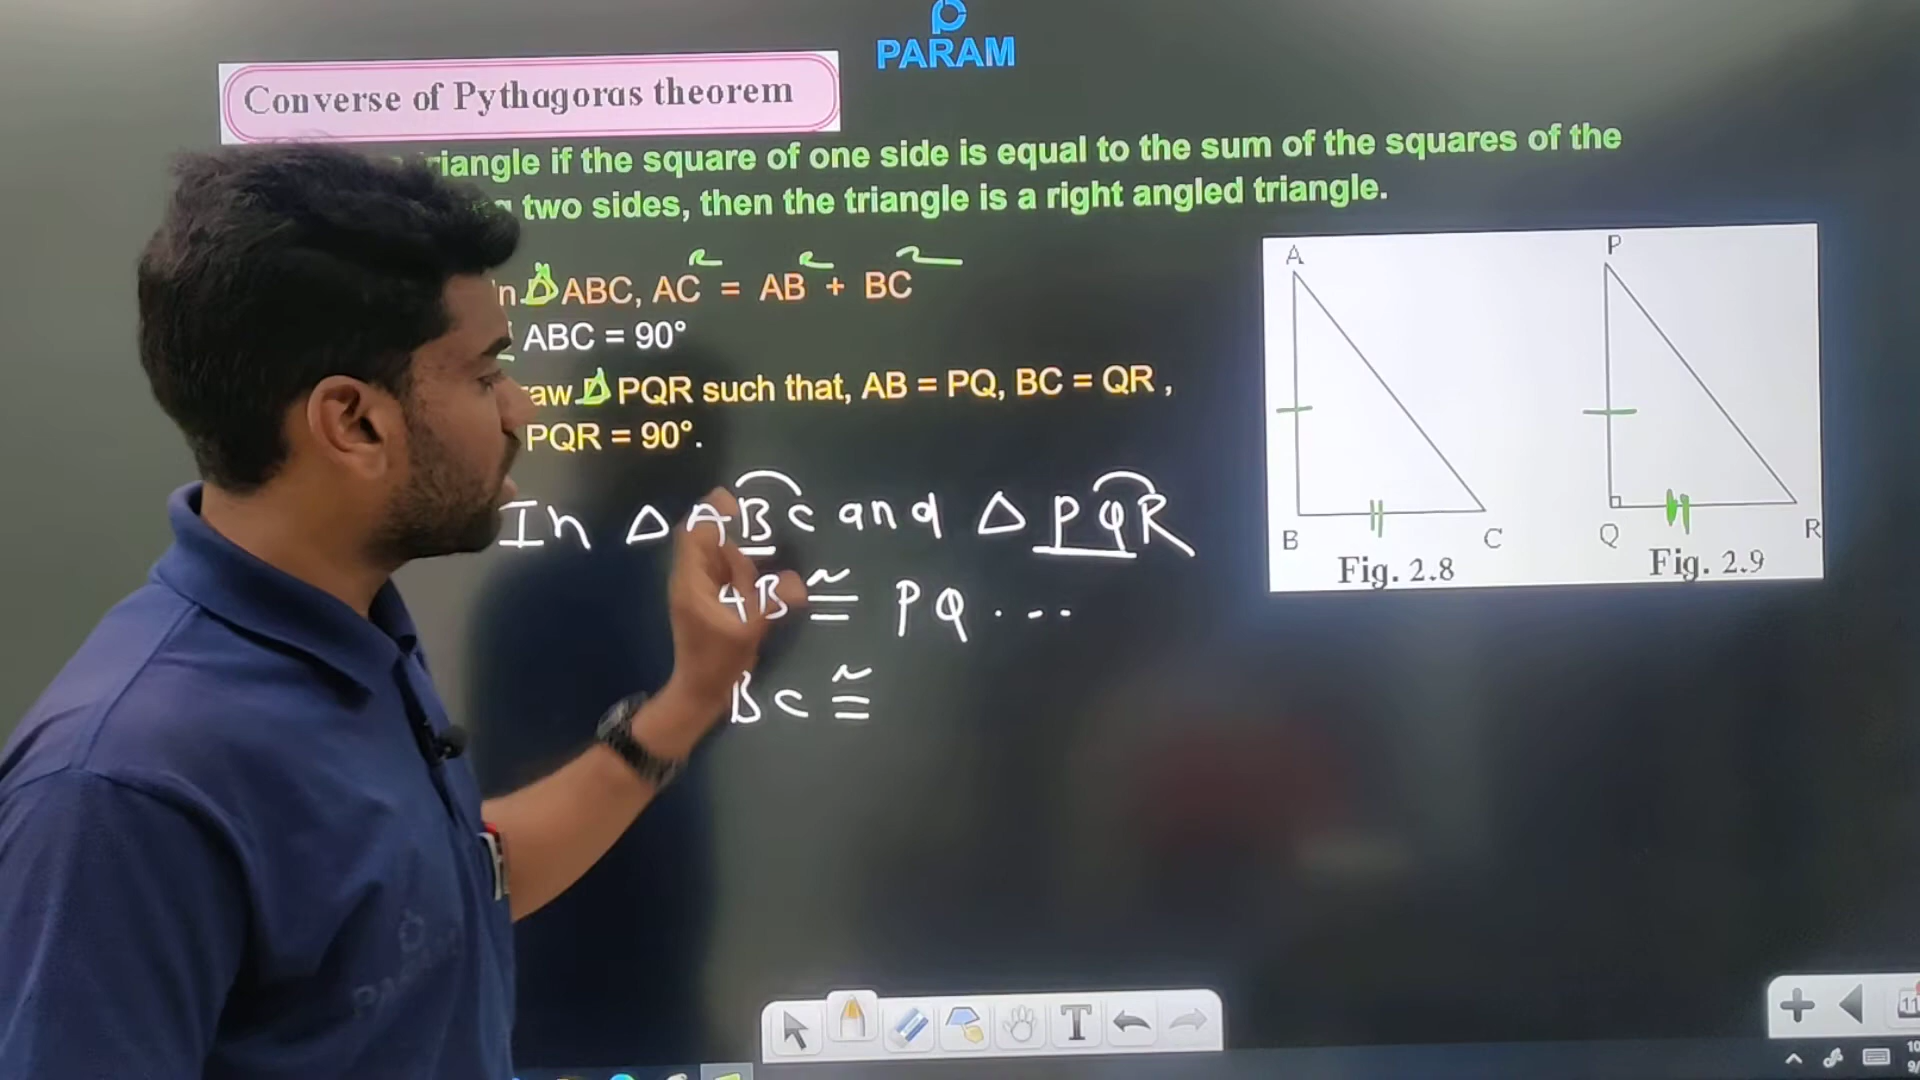 PARAM
Converse of Pythagoras theorem
riangle if the square of one side is equal to the sum of the squares of the
two sides, then the triangle is a right angled triangle.
n Δ ABC, AC² = AB² + BC²
ABC = 90°
aw Δ PQR such that, AB = PQ, BC = QR ,
PQR = 90°.
In Δ ABC and Δ PQR
AB ≅ PQ ...
BC ≅
A
B
C
Fig. 2.8
P
Q
R
Fig. 2.9
T
11
PARAM